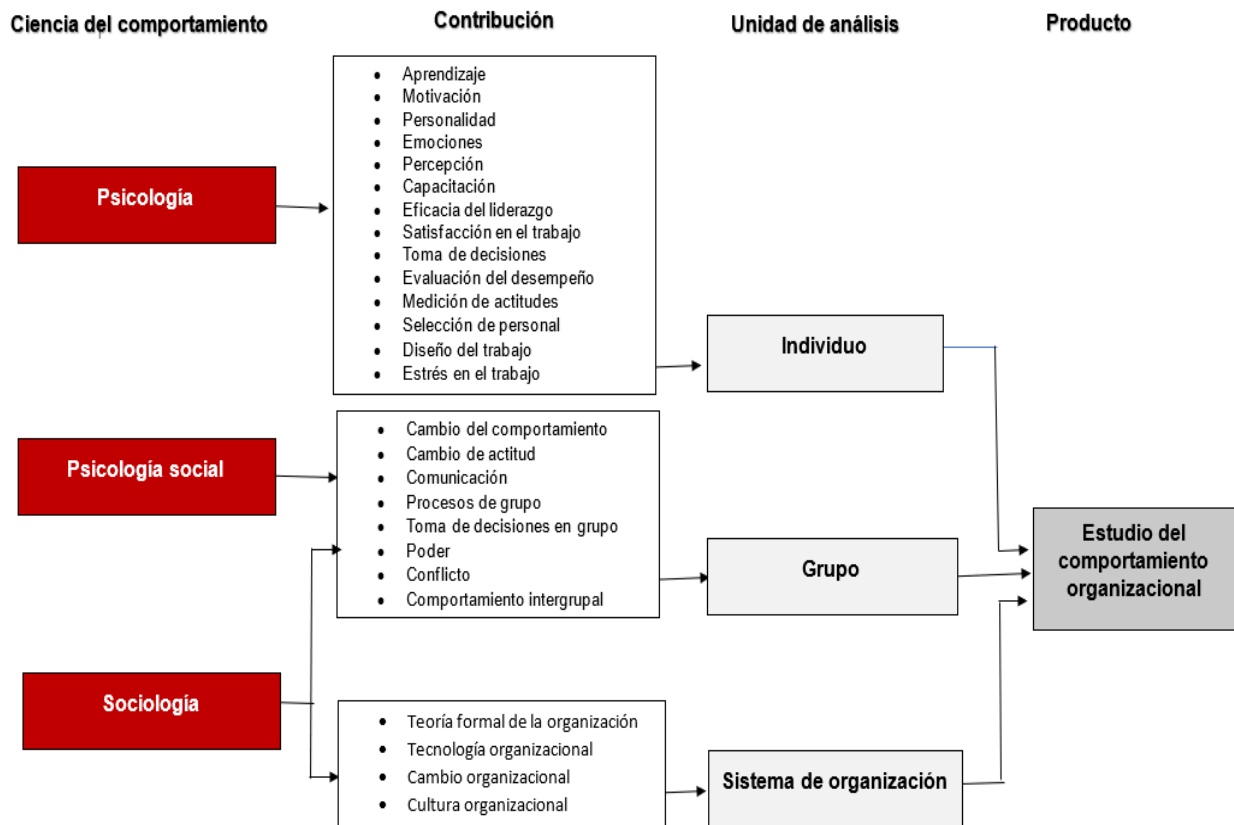 Ciencia del comportamiento
Contribución
Unidad de análisis
Producto
Psicología
• Aprendizaje
• Motivación
• Personalidad
• Emociones
• Percepción
• Capacitación
• Eficacia del liderazgo
• Satisfacción en el trabajo
• Toma de decisiones
• Evaluación del desempeño
• Medición de actitudes
• Selección de personal
• Diseño del trabajo
• Estrés en el trabajo
Individuo
Psicología social
• Cambio del comportamiento
• Cambio de actitud
• Comunicación
• Procesos de grupo
• Toma de decisiones en grupo
• Poder
• Conflicto
• Comportamiento intergrupal
Grupo
Estudio del
comportamiento
organizacional
Sociología
• Teoría formal de la organización
• Tecnología organizacional
• Cambio organizacional
• Cultura organizacional
Sistema de organización